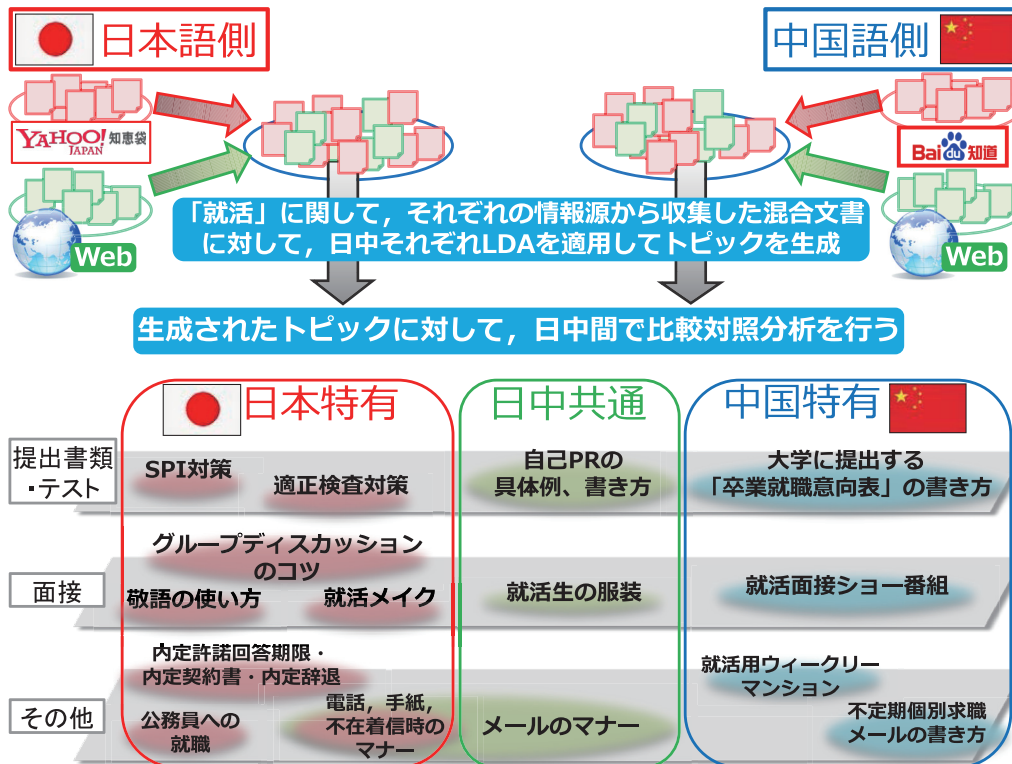 日本語側
中国語側
YAHOO! 知恵袋
JAPAN
Bai du 知道
Web
Web
「就活」に関して，それぞれの情報源から収集した混合文書
に対して，日中それぞれLDAを適用してトピックを生成
生成されたトピックに対して，日中間で比較対照分析を行う
日本特有
日中共通
中国特有
提出書類
・テスト
SPI対策
適正検査対策
自己PRの
具体例、書き方
大学に提出する
「卒業就職意向表」の書き方
面接
グループディスカッション
のコツ
敬語の使い方
就活メイク
就活生の服装
就活面接ショー番組
その他
内定許諾回答期限・
内定契約書・内定辞退
公務員への
就職
電話，手紙，
不在着信時の
マナー
メールのマナー
就活用ウィークリー
マンション
不定期個別求職
メールの書き方